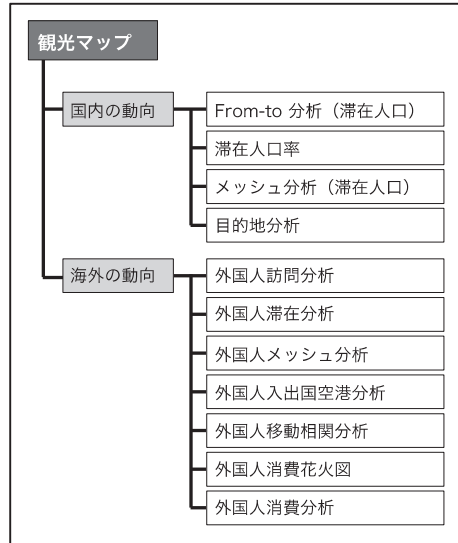 観光マップ
国内の動向
From-to 分析（滞在人口）
滞在人口率
メッシュ分析（滞在人口）
目的地分析
海外の動向
外国人訪問分析
外国人滞在分析
外国人メッシュ分析
外国人入出国空港分析
外国人移動相関分析
外国人消費花火図
外国人消費分析